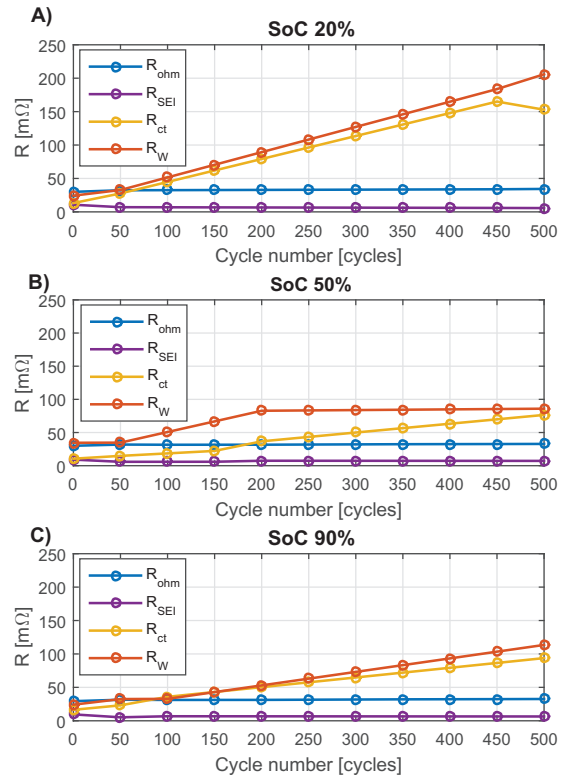 A)
SoC 20%
R [mΩ]
250
200
150
100
50
0
R_ohm
R_SEI
R_ct
R_W
0 50 100 150 200 250 300 350 400 450 500
Cycle number [cycles]
B)
SoC 50%
R [mΩ]
250
200
150
100
50
0
R_ohm
R_SEI
R_ct
R_W
0 50 100 150 200 250 300 350 400 450 500
Cycle number [cycles]
C)
SoC 90%
R [mΩ]
250
200
150
100
50
0
R_ohm
R_SEI
R_ct
R_W
0 50 100 150 200 250 300 350 400 450 500
Cycle number [cycles]